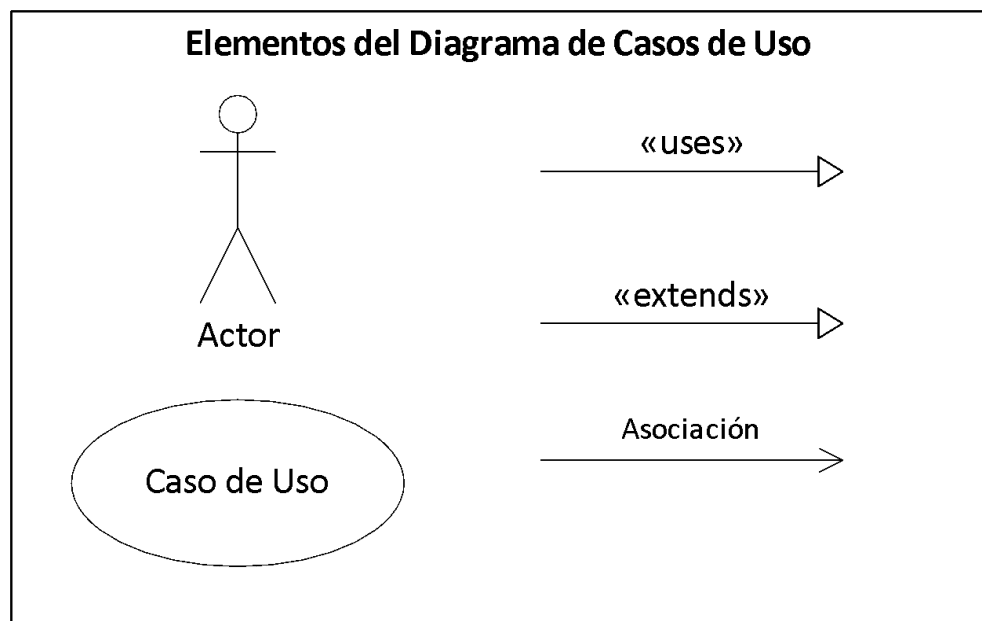 Elementos del Diagrama de Casos de Uso
«uses»
«extends»
Actor
Asociación
Caso de Uso